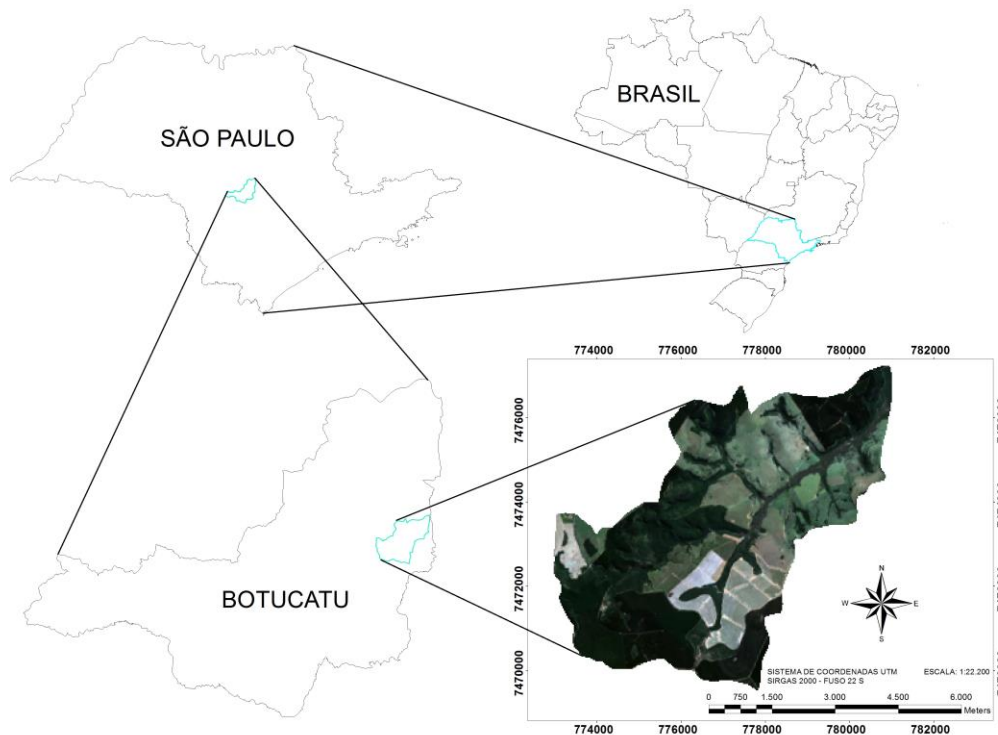 BRASIL
SÃO PAULO
BOTUCATU
774000 776000 778000 780000 782000
7476000
7474000
7472000
7470000
N
W E
S
SISTEMA DE COORDENADAS UTM ESCALA: 1:22.200
SIRGAS 2000 - FUSO 22 S
0 750 1.500 3.000 4.500 6.000
Meters
774000 776000 778000 780000 782000